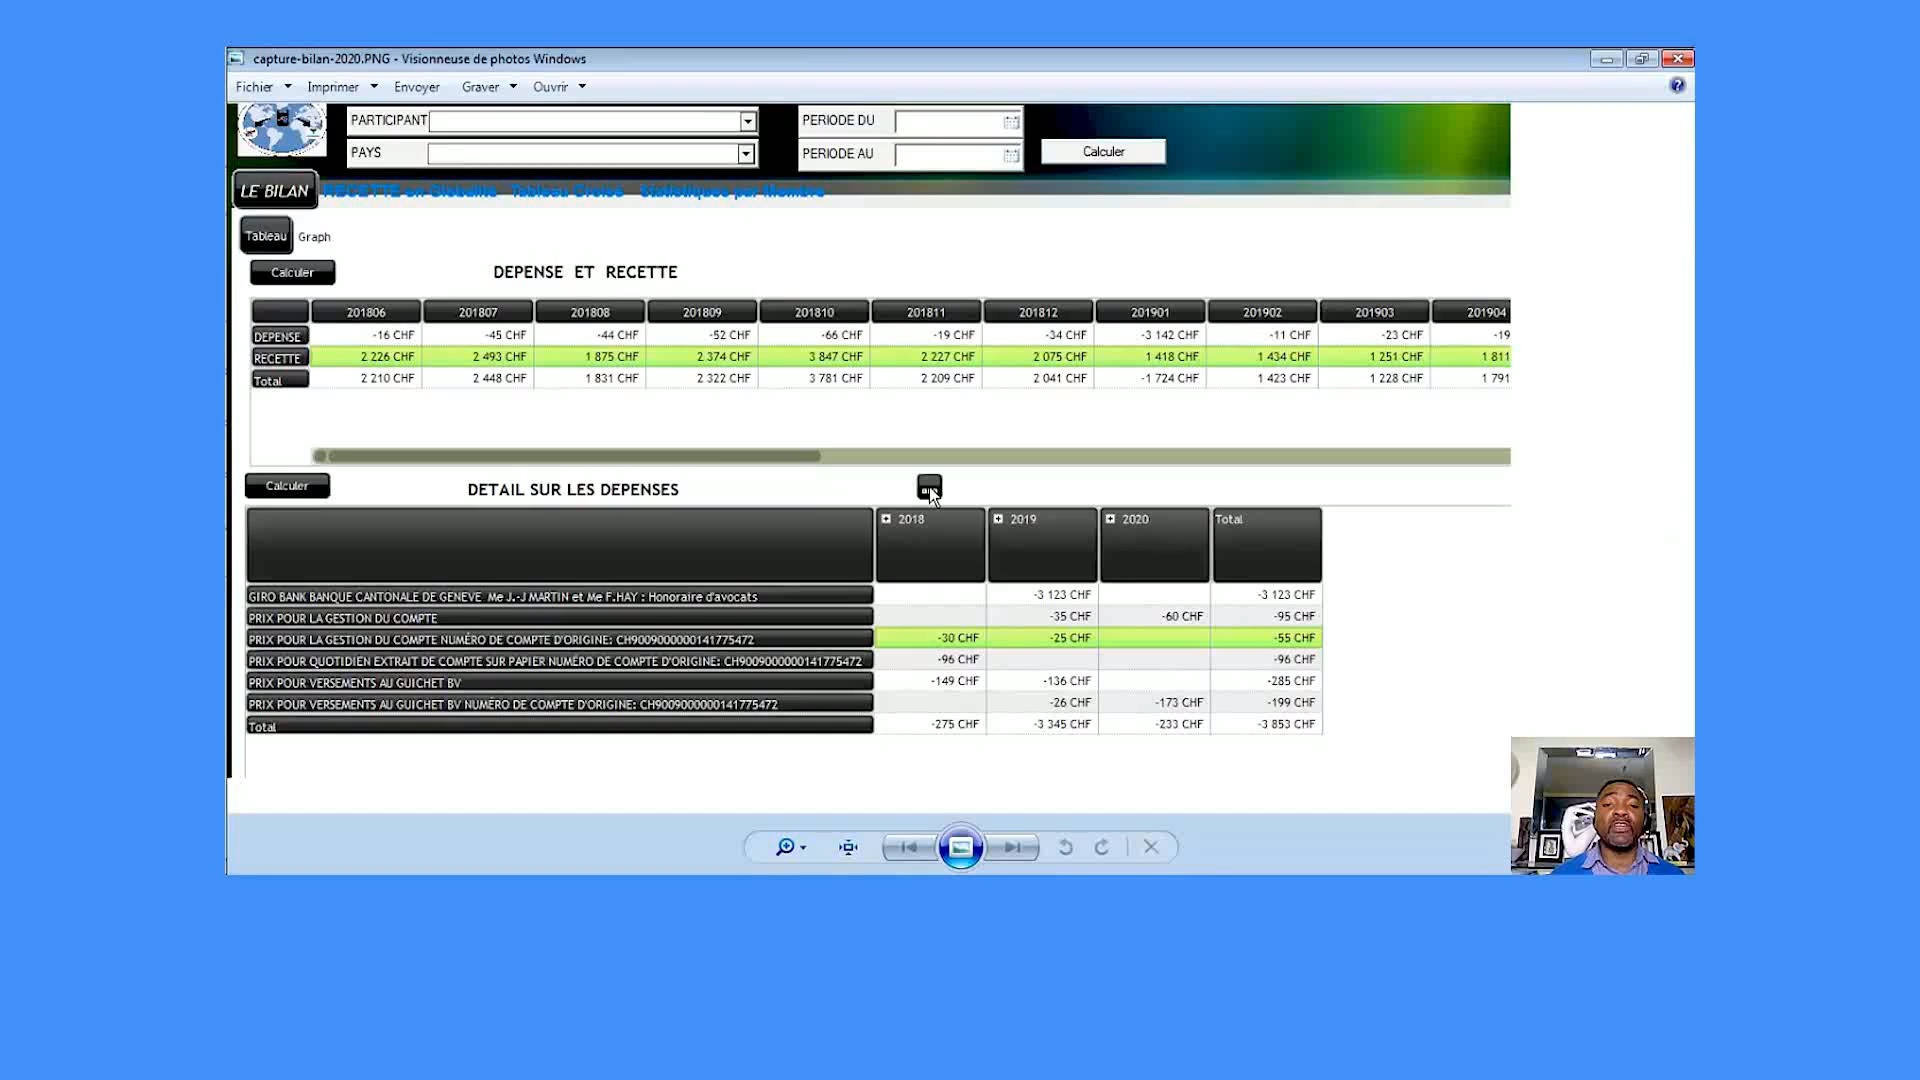 capture-bilan-2020.PNG - Visionneuse de photos Windows
Fichier Imprimer Envoyer Graver Ouvrir
PARTICIPANT PERIODE DU
PAYS PERIODE AU Calculer
LE BILAN RECETTE en Globalité Tableau Croisé Statistiques par Membre
Tableau Graph
Calculer DEPENSE ET RECETTE
201806 201807 201808 201809 201810 201811 201812 201901 201902 201903 201904
DEPENSE -16 CHF -45 CHF -44 CHF -52 CHF -66 CHF -19 CHF -34 CHF -3 142 CHF -11 CHF -23 CHF -19
RECETTE 2 226 CHF 2 493 CHF 1 875 CHF 2 374 CHF 3 847 CHF 2 227 CHF 2 075 CHF 1 418 CHF 1 434 CHF 1 251 CHF 1 811
Total 2 210 CHF 2 448 CHF 1 831 CHF 2 322 CHF 3 781 CHF 2 209 CHF 2 041 CHF -1 724 CHF 1 423 CHF 1 228 CHF 1 791
Calculer DETAIL SUR LES DEPENSES
2018 2019 2020 Total
GIRO BANK BANQUE CANTONALE DE GENEVE Me J.-J MARTIN et Me F.HAY : Honoraire d'avocats -3 123 CHF -3 123 CHF
PRIX POUR LA GESTION DU COMPTE -35 CHF -60 CHF -95 CHF
PRIX POUR LA GESTION DU COMPTE NUMÉRO DE COMPTE D'ORIGINE: CH9009000000141775472 -30 CHF -25 CHF -55 CHF
PRIX POUR QUOTIDIEN EXTRAIT DE COMPTE SUR PAPIER NUMÉRO DE COMPTE D'ORIGINE: CH9009000000141775472 -96 CHF -96 CHF
PRIX POUR VERSEMENTS AU GUICHET BV -149 CHF -136 CHF -285 CHF
PRIX POUR VERSEMENTS AU GUICHET BV NUMÉRO DE COMPTE D'ORIGINE: CH9009000000141775472 -26 CHF -173 CHF -199 CHF
Total -275 CHF -3 345 CHF -233 CHF -3 853 CHF